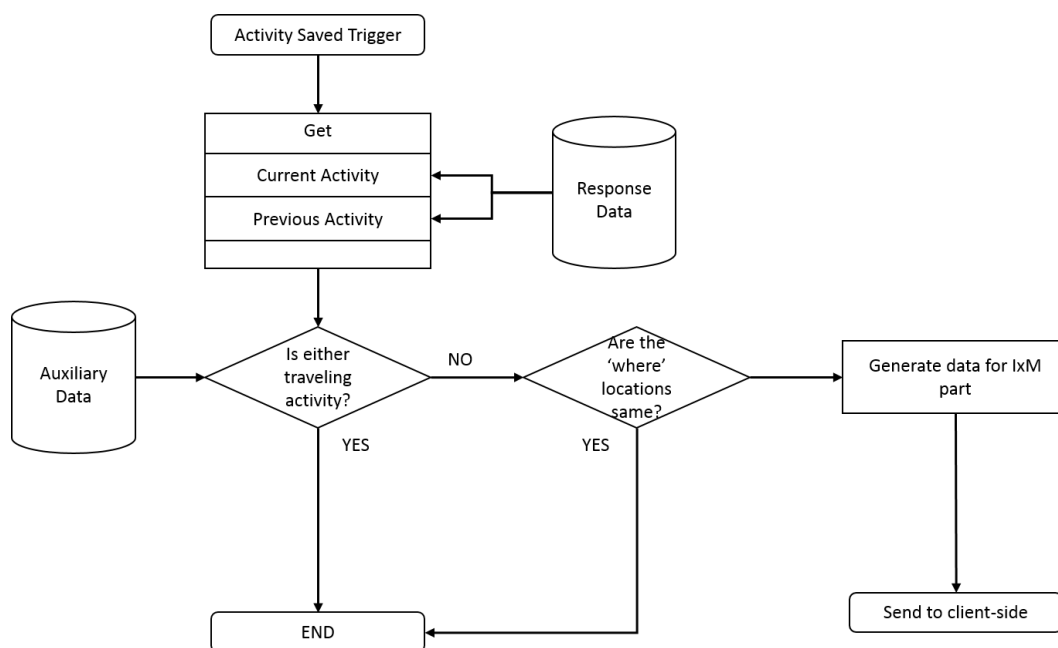 Activity Saved Trigger
Get
Current Activity
Previous Activity
Response
Data
Auxiliary
Data
Is either
traveling
activity?
NO
YES
Are the
‘where’
locations
same?
YES
Generate data for IxM
part
Send to client-side
END